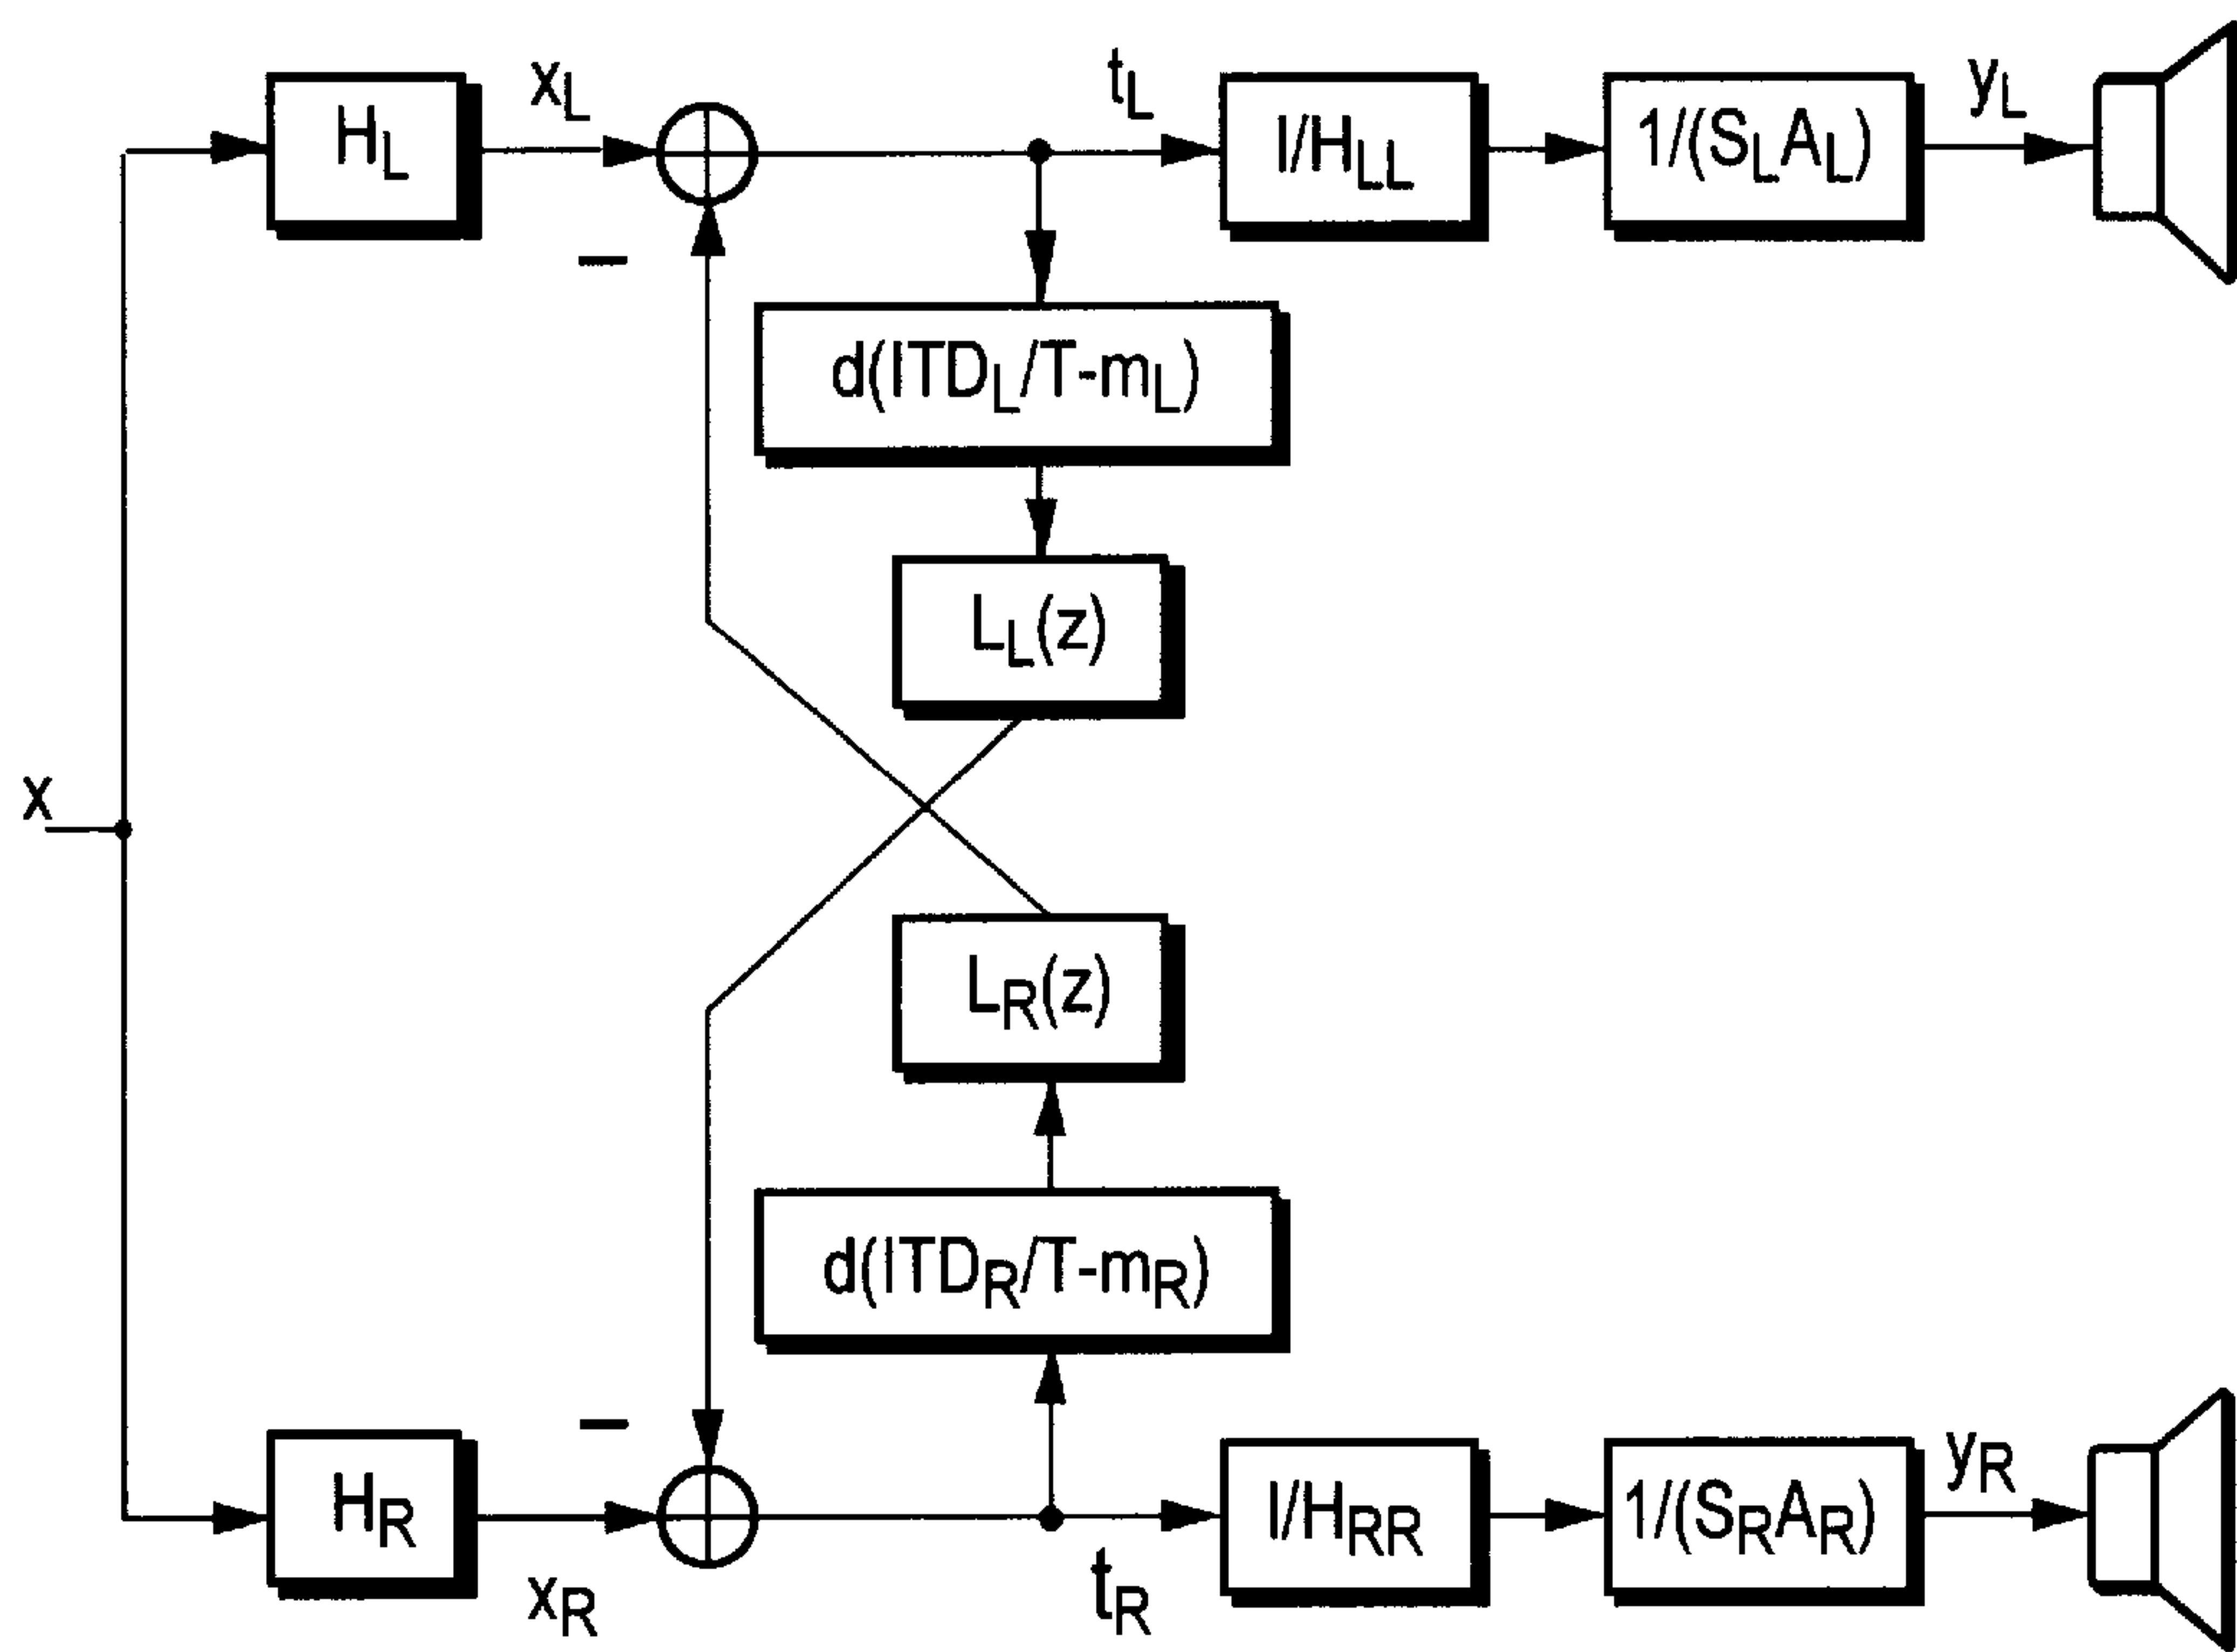 H_L
x_L
t_L
I/H_LL
1/(S_LA_L)
y_L
−
d(ITD_L/T-m_L)
L_L(z)
x
L_R(z)
d(ITD_R/T-m_R)
−
H_R
x_R
t_R
I/H_RR
1/(S_RA_R)
y_R